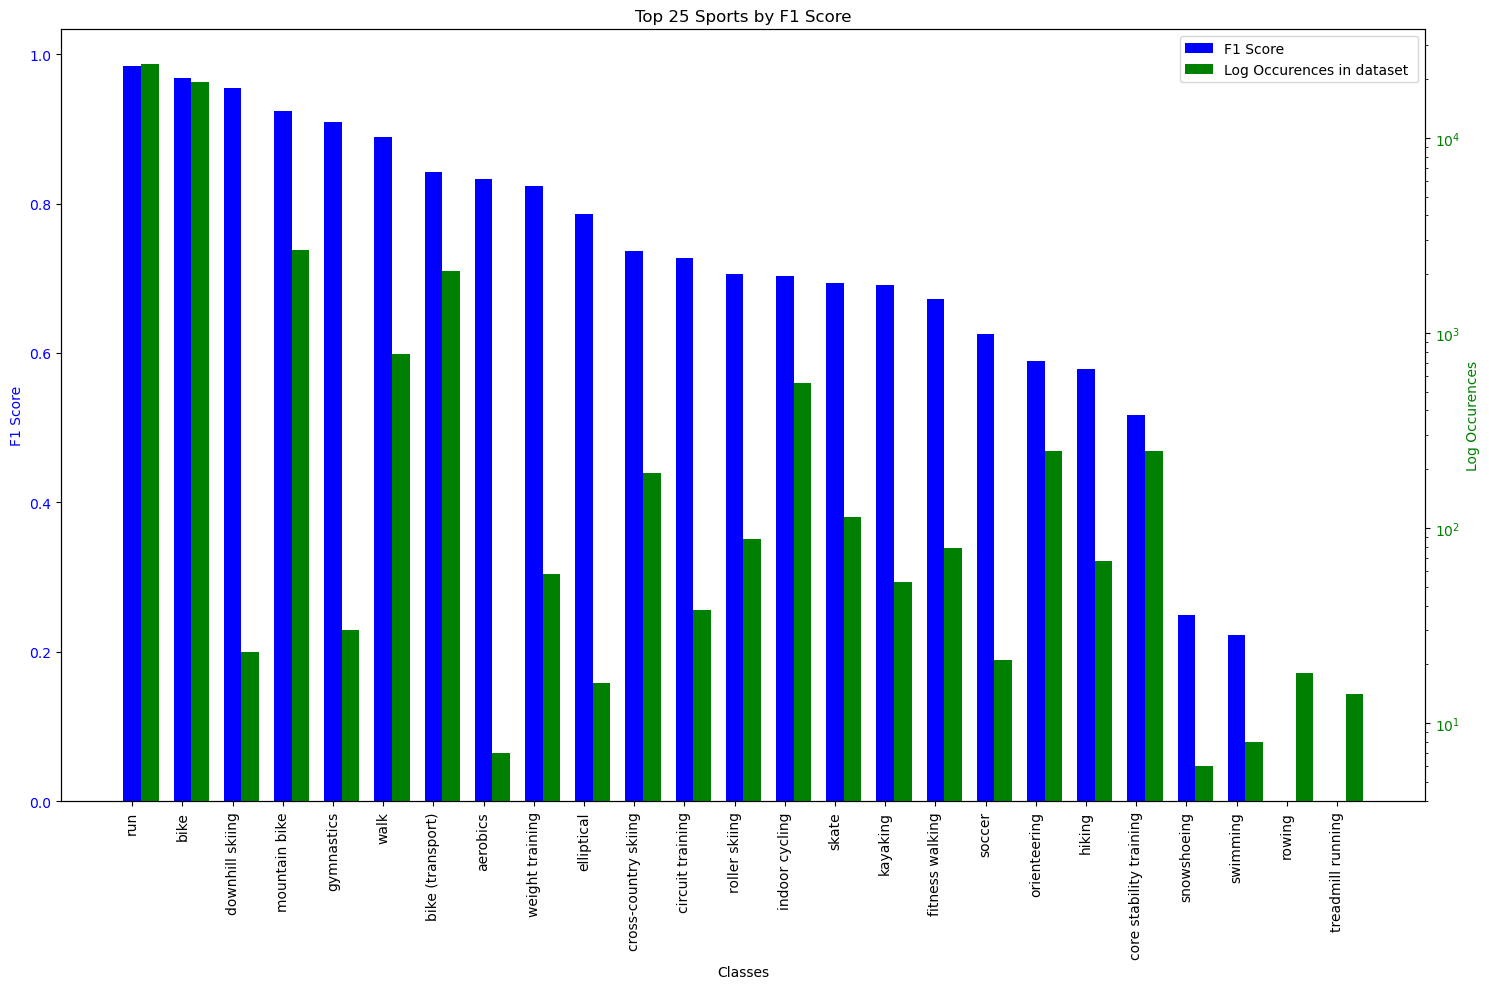 Top 25 Sports by F1 Score
F1 Score
Log Occurences in dataset
1.0
0.8
0.6
0.4
0.2
0.0
F1 Score
10^4
10^3
10^2
10^1
Log Occurences
run
bike
downhill skiing
mountain bike
gymnastics
walk
bike (transport)
aerobics
weight training
elliptical
cross-country skiing
circuit training
roller skiing
indoor cycling
skate
kayaking
fitness walking
soccer
orienteering
hiking
core stability training
snowshoeing
swimming
rowing
treadmill running
Classes